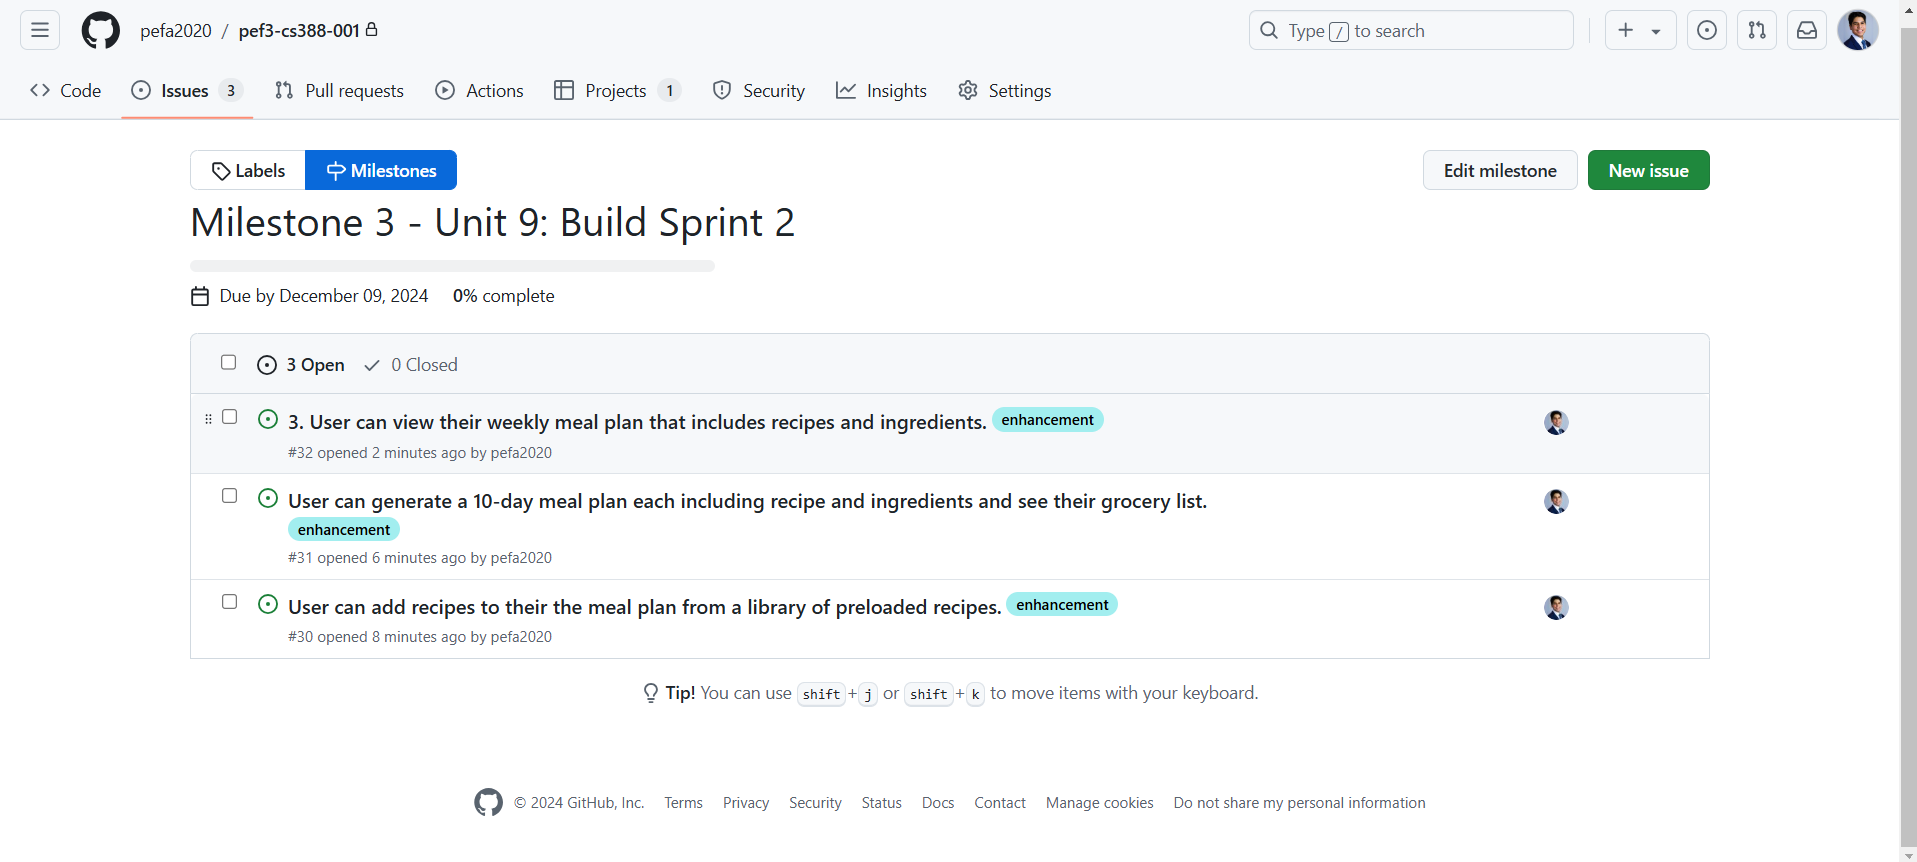 pefa2020 / pef3-cs388-001
Type / to search
Code
Issues 3
Pull requests
Actions
Projects 1
Security
Insights
Settings
Labels
Milestones
Edit milestone
New issue
Milestone 3 - Unit 9: Build Sprint 2
Due by December 09, 2024 0% complete
3 Open 0 Closed
3. User can view their weekly meal plan that includes recipes and ingredients. enhancement
#32 opened 2 minutes ago by pefa2020
User can generate a 10-day meal plan each including recipe and ingredients and see their grocery list.
enhancement
#31 opened 6 minutes ago by pefa2020
User can add recipes to their the meal plan from a library of preloaded recipes. enhancement
#30 opened 8 minutes ago by pefa2020
Tip! You can use shift + j or shift + k to move items with your keyboard.
© 2024 GitHub, Inc. Terms Privacy Security Status Docs Contact Manage cookies Do not share my personal information